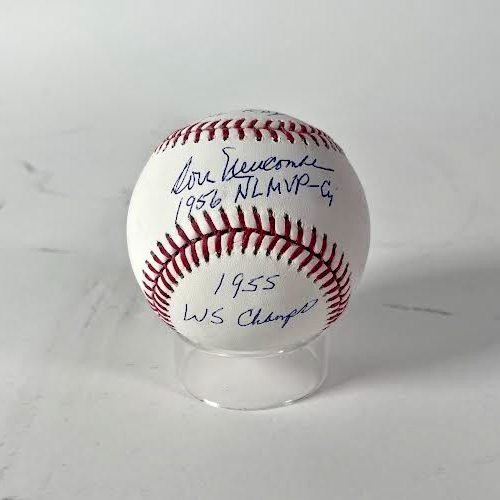 Don Newcombe
1956 NL MVP-Cy
1955
WS Champs